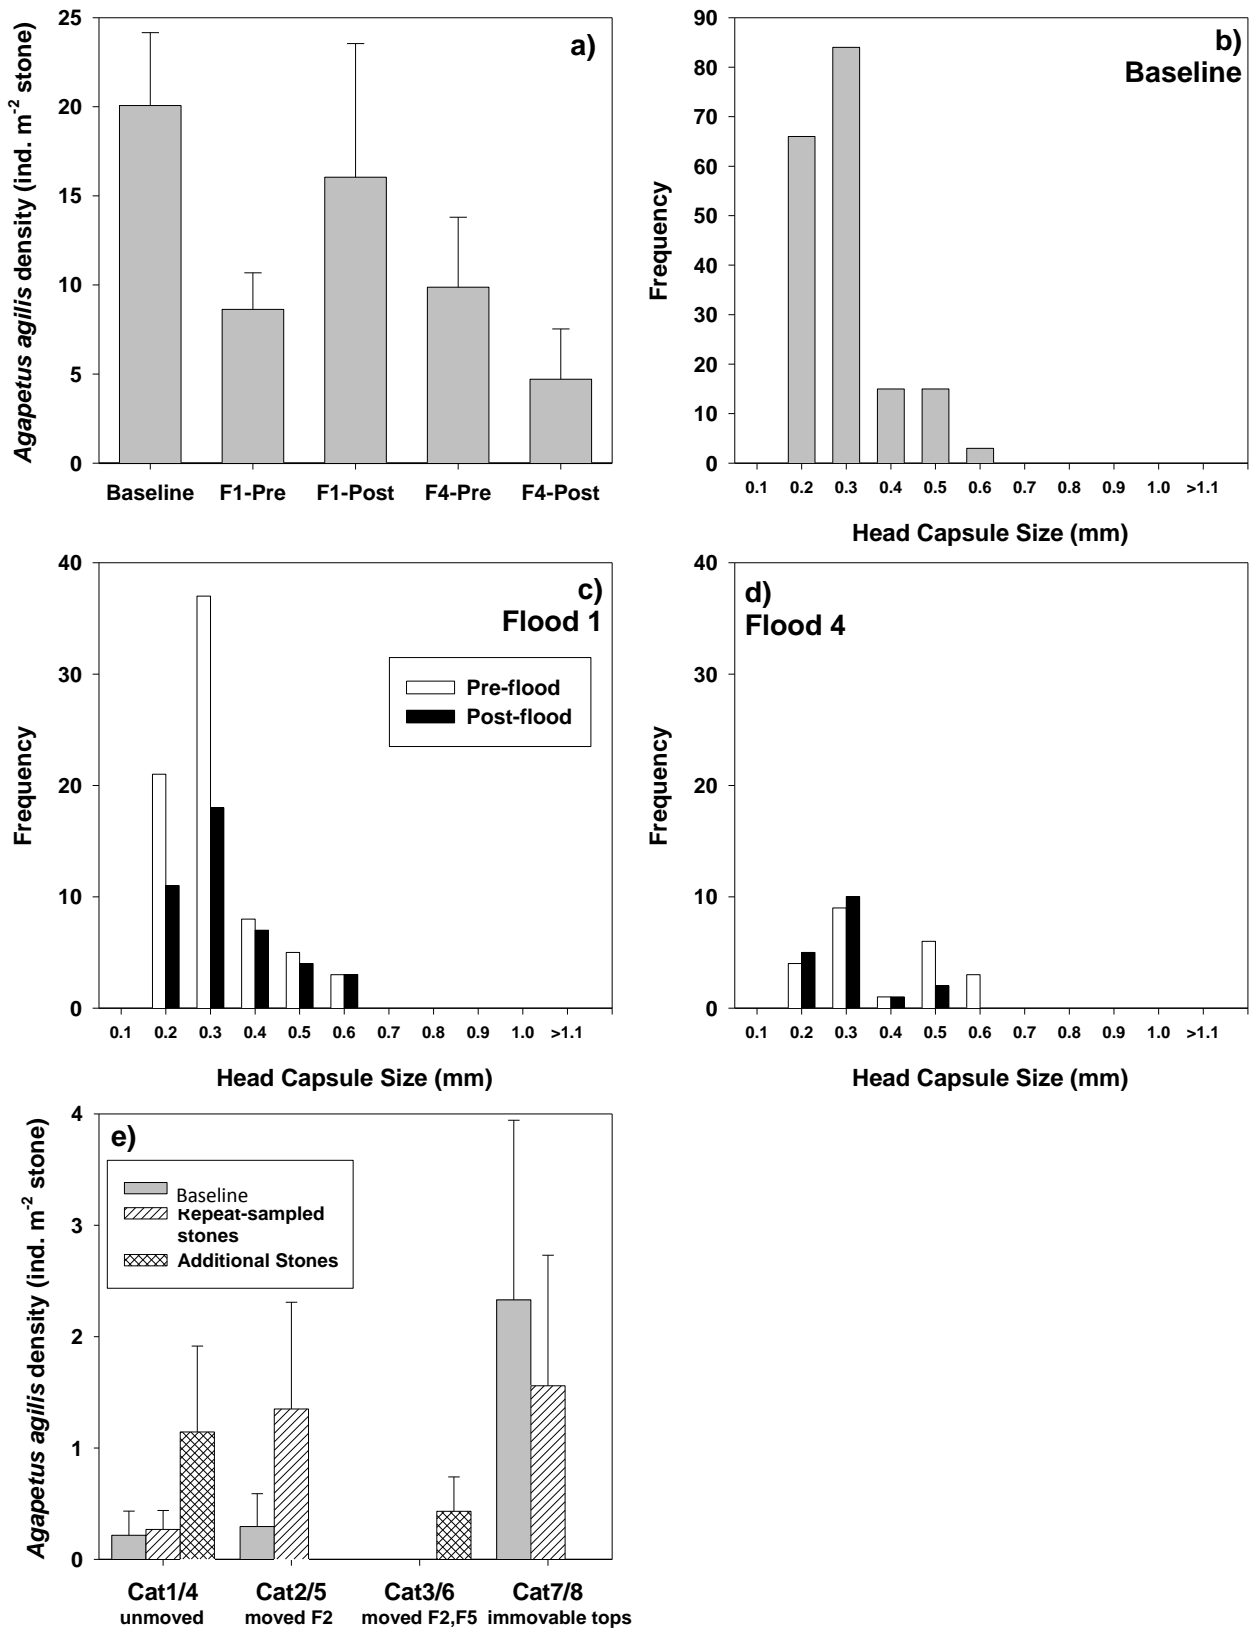 a)
Agapetus agilis density (ind. m⁻² stone)
25
20
15
10
5
0
Baseline F1-Pre F1-Post F4-Pre F4-Post
b)
Baseline
Frequency
90
80
70
60
50
40
30
20
10
0
0.1 0.2 0.3 0.4 0.5 0.6 0.7 0.8 0.9 1.0 >1.1
Head Capsule Size (mm)
c)
Flood 1
Pre-flood
Post-flood
Frequency
40
30
20
10
0
0.1 0.2 0.3 0.4 0.5 0.6 0.7 0.8 0.9 1.0 >1.1
Head Capsule Size (mm)
d)
Flood 4
Frequency
40
30
20
10
0
0.1 0.2 0.3 0.4 0.5 0.6 0.7 0.8 0.9 1.0 >1.1
Head Capsule Size (mm)
e)
Baseline
Repeat-sampled
stones
Additional Stones
Agapetus agilis density (ind. m⁻² stone)
4
3
2
1
0
Cat1/4 Cat2/5 Cat3/6 Cat7/8
unmoved moved F2 moved F2,F5 immovable tops